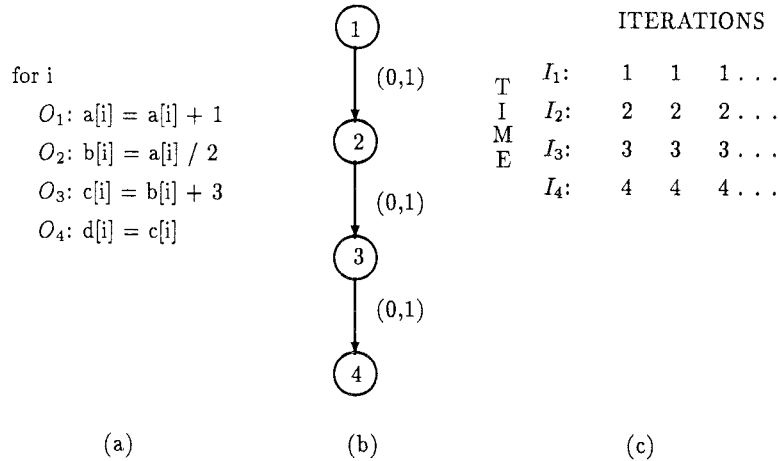 for i
O₁: a[i] = a[i] + 1
O₂: b[i] = a[i] / 2
O₃: c[i] = b[i] + 3
O₄: d[i] = c[i]
(a)
1
(0,1)
2
(0,1)
3
(0,1)
4
(b)
ITERATIONS
TIME
I₁: 1 1 1 . . .
I₂: 2 2 2 . . .
I₃: 3 3 3 . . .
I₄: 4 4 4 . . .
(c)